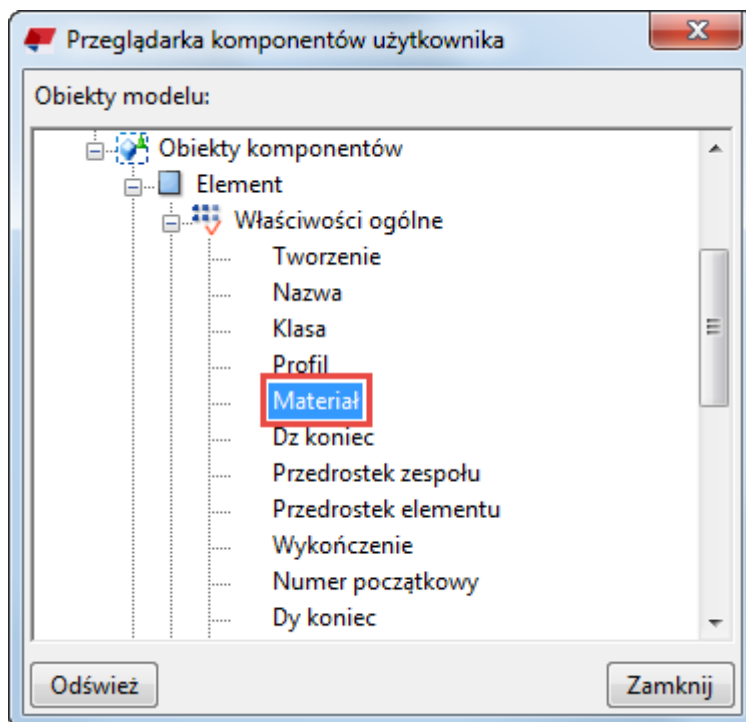 Przeglądarka komponentów użytkownika
Obiekty modelu:
Obiekty komponentów
Element
Właściwości ogólne
Tworzenie
Nazwa
Klasa
Profil
Materiał
Dz koniec
Przedrostek zespołu
Przedrostek elementu
Wykończenie
Numer początkowy
Dy koniec
Odśwież Zamknij